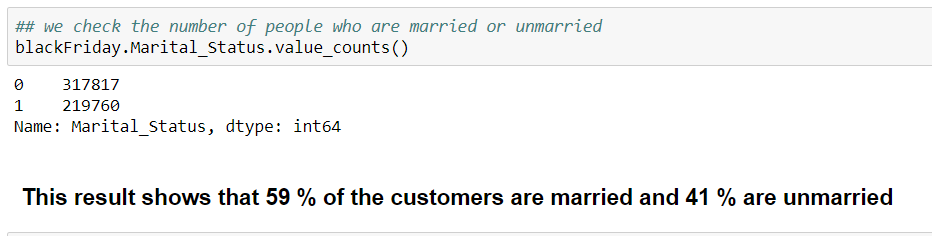 ## we check the number of people who are married or unmarried
blackFriday.Marital_Status.value_counts()
0    317817
1    219760
Name: Marital_Status, dtype: int64
This result shows that 59 % of the customers are married and 41 % are unmarried